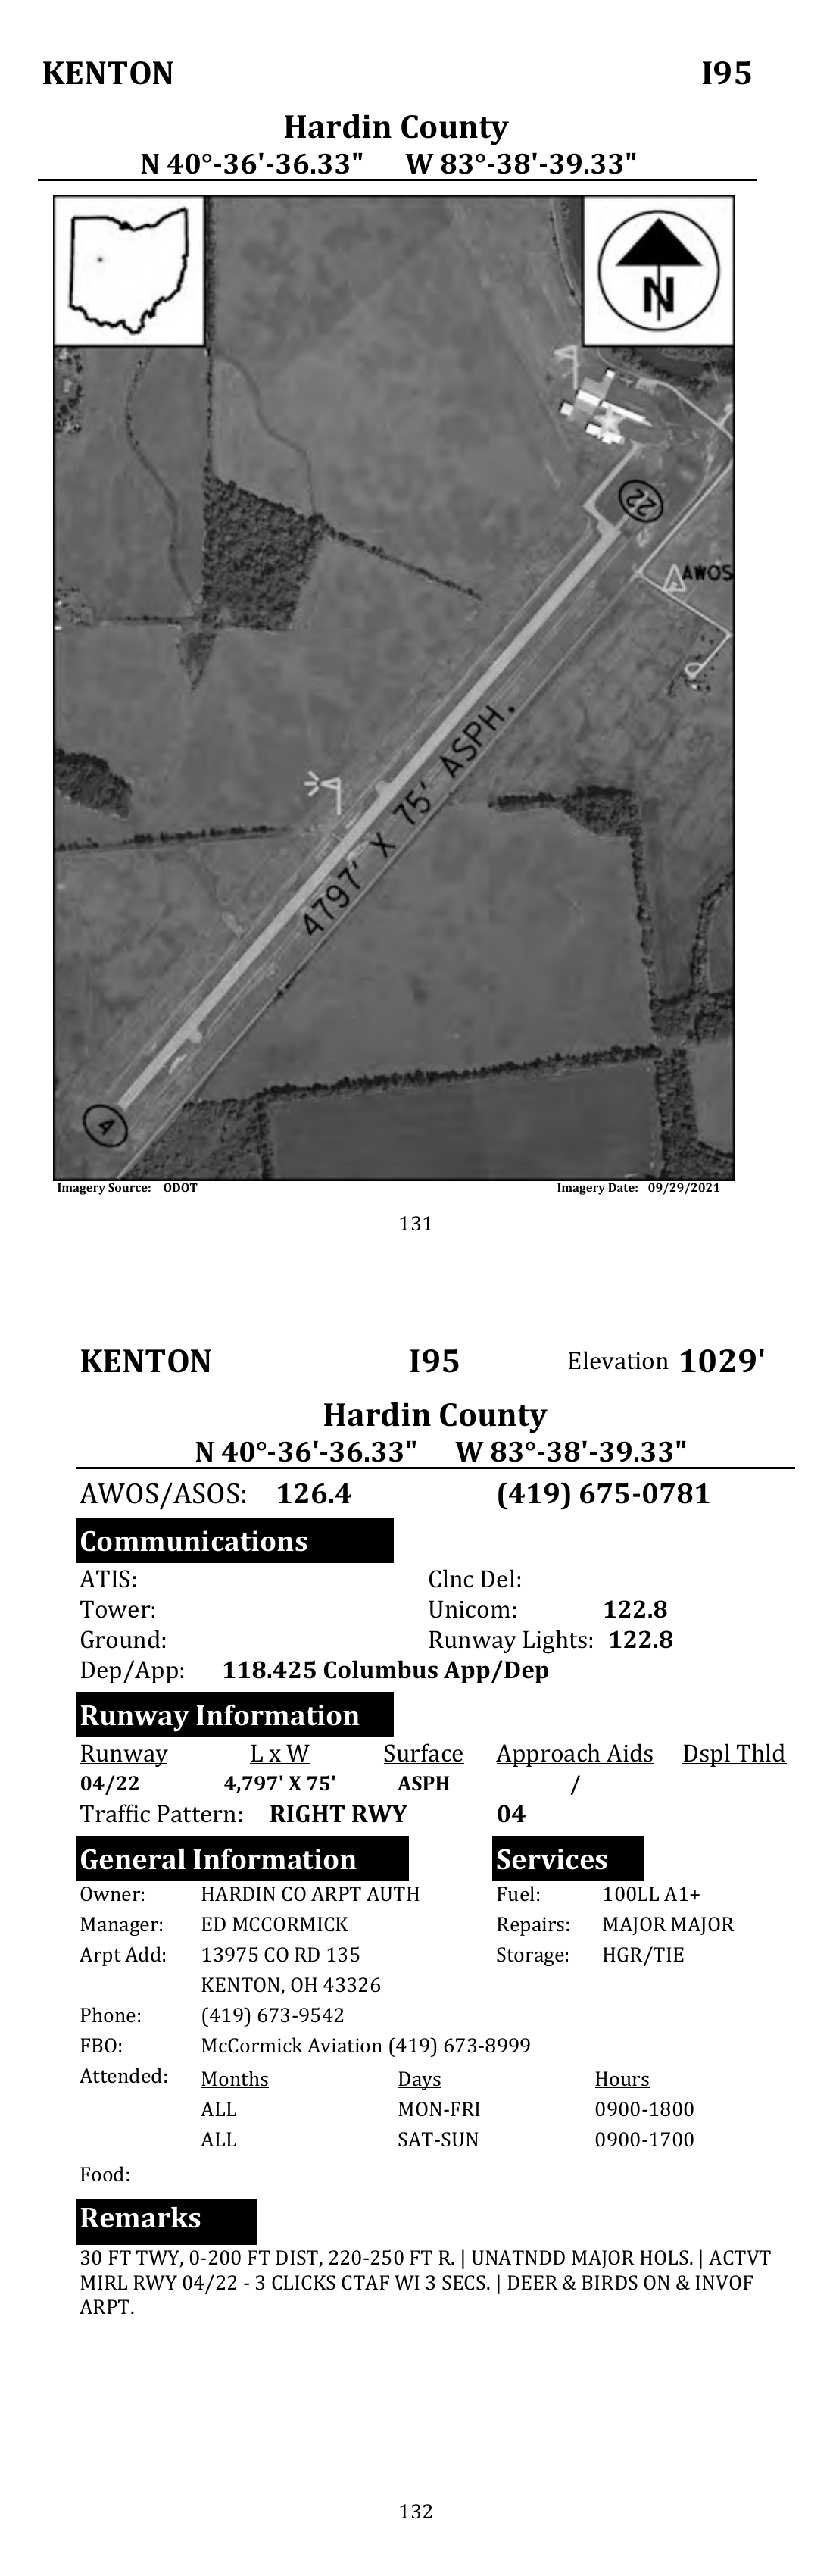 KENTON I95
Hardin County
N 40°-36'-36.33" W 83°-38'-39.33"
N
22
AWOS
4797' X 75' ASPH.
4
Imagery Source: ODOT Imagery Date: 09/29/2021
131
KENTON I95 Elevation 1029'
Hardin County
N 40°-36'-36.33" W 83°-38'-39.33"
AWOS/ASOS: 126.4 (419) 675-0781
Communications
ATIS: Clnc Del:
Tower: Unicom: 122.8
Ground: Runway Lights: 122.8
Dep/App: 118.425 Columbus App/Dep
Runway Information
Runway L x W Surface Approach Aids Dspl Thld
04/22 4,797' X 75' ASPH /
Traffic Pattern: RIGHT RWY 04
General Information Services
Owner: HARDIN CO ARPT AUTH Fuel: 100LL A1+
Manager: ED MCCORMICK Repairs: MAJOR MAJOR
Arpt Add: 13975 CO RD 135 Storage: HGR/TIE
KENTON, OH 43326
Phone: (419) 673-9542
FBO: McCormick Aviation (419) 673-8999
Attended: Months Days Hours
ALL MON-FRI 0900-1800
ALL SAT-SUN 0900-1700
Food:
Remarks
30 FT TWY, 0-200 FT DIST, 220-250 FT R. | UNATNDD MAJOR HOLS. | ACTVT
MIRL RWY 04/22 - 3 CLICKS CTAF WI 3 SECS. | DEER & BIRDS ON & INVOF
ARPT.
132